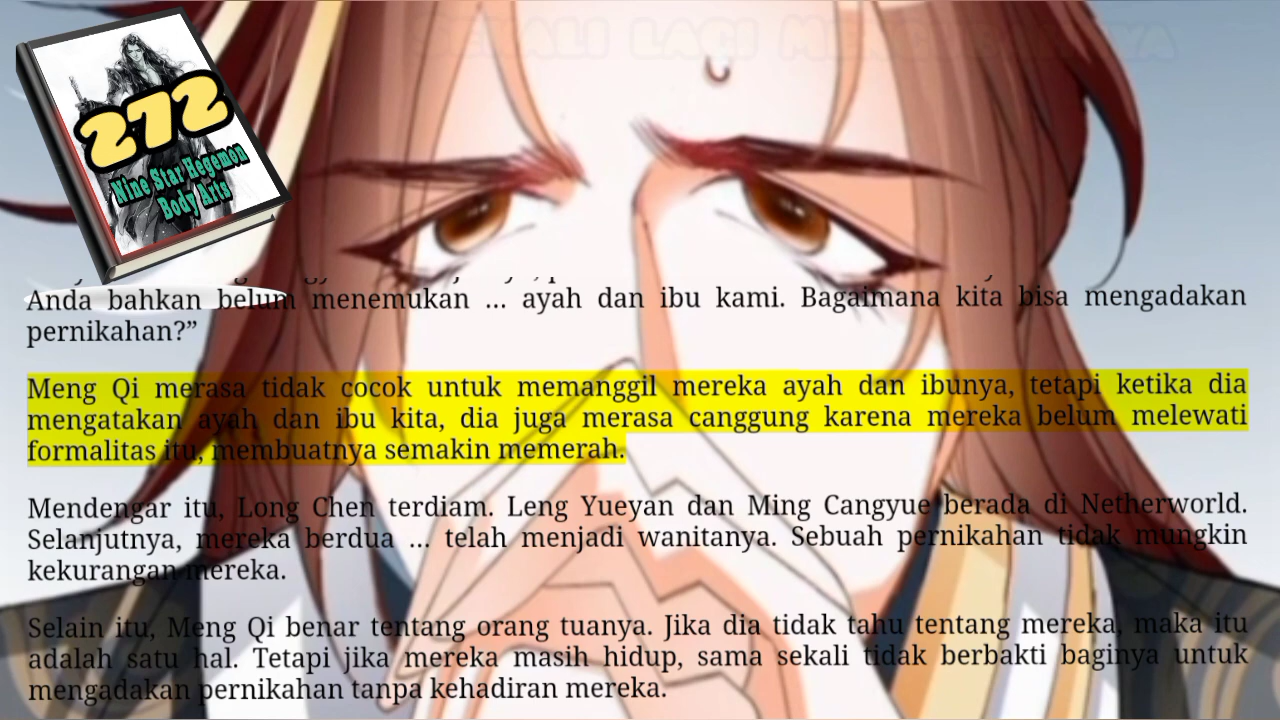 SEKALI LAGI
272
Nine Star Hegemon
Body Arts
Anda bahkan belum menemukan ... ayah dan ibu kami. Bagaimana kita bisa mengadakan
pernikahan?”
Meng Qi merasa tidak cocok untuk memanggil mereka ayah dan ibunya, tetapi ketika dia
mengatakan ayah dan ibu kita, dia juga merasa canggung karena mereka belum melewati
formalitas itu, membuatnya semakin memerah.
Mendengar itu, Long Chen terdiam. Leng Yueyan dan Ming Cangyue berada di Netherworld.
Selanjutnya, mereka berdua ... telah menjadi wanitanya. Sebuah pernikahan tidak mungkin
kekurangan mereka.
Selain itu, Meng Qi benar tentang orang tuanya. Jika dia tidak tahu tentang mereka, maka itu
adalah satu hal. Tetapi jika mereka masih hidup, sama sekali tidak berbakti baginya untuk
mengadakan pernikahan tanpa kehadiran mereka.